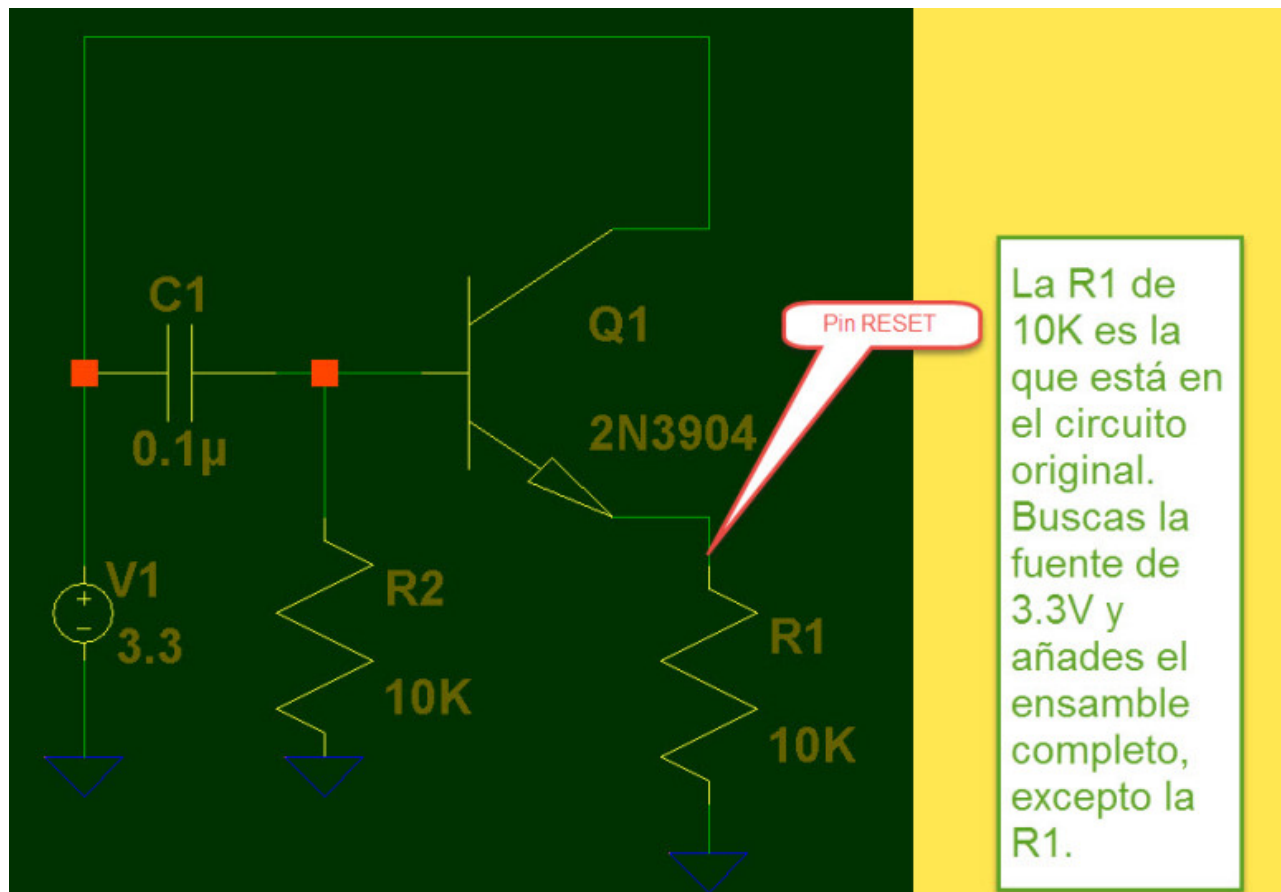 C1
0.1µ
Q1
2N3904
Pin RESET
V1
3.3
R2
10K
R1
10K
La R1 de
10K es la
que está en
el circuito
original.
Buscas la
fuente de
3.3V y
añades el
ensamble
completo,
excepto la
R1.